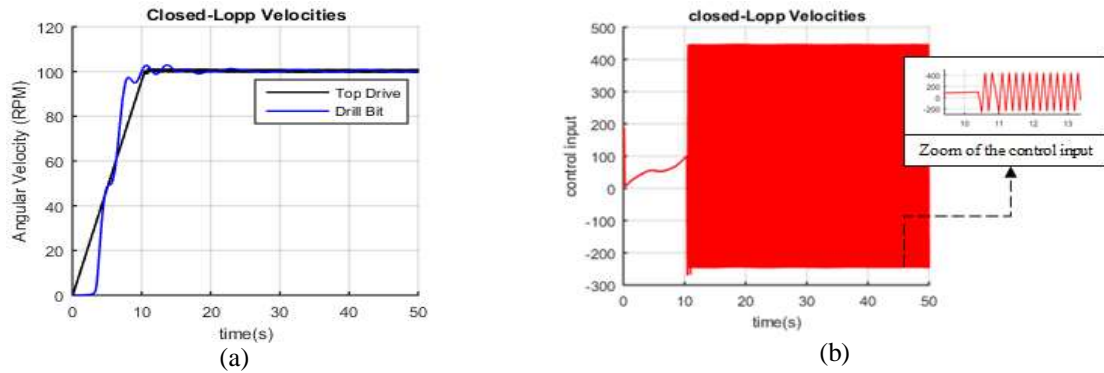 Closed-Lopp Velocities
120
100
80
60
40
20
0
Angular Velocity (RPM)
Top Drive
Drill Bit
0 10 20 30 40 50
time(s)
(a)
closed-Lopp Velocities
500
400
300
200
100
0
-100
-200
-300
control input
0 10 20 30 40 50
time(s)
(b)
400
200
0
-200
10 11 12 13
Zoom of the control input